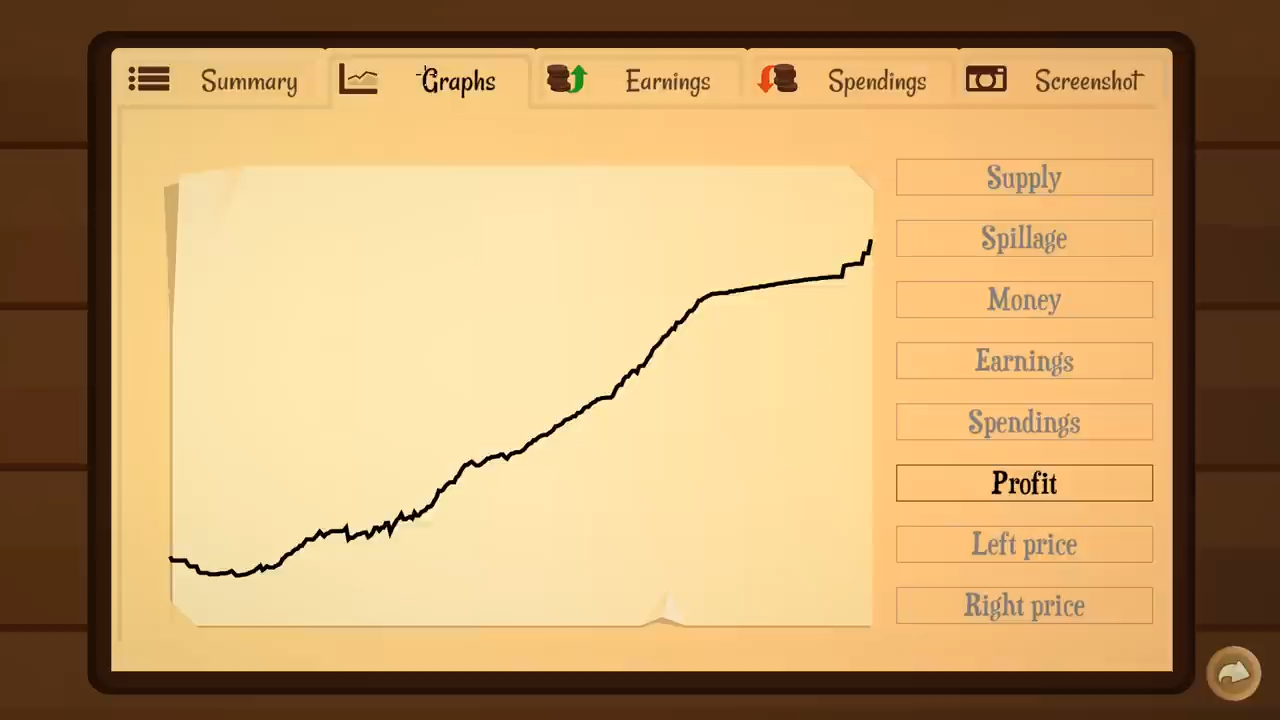 Summary
Graphs
Earnings
Spendings
Screenshot
Supply
Spillage
Money
Earnings
Spendings
Profit
Left price
Right price